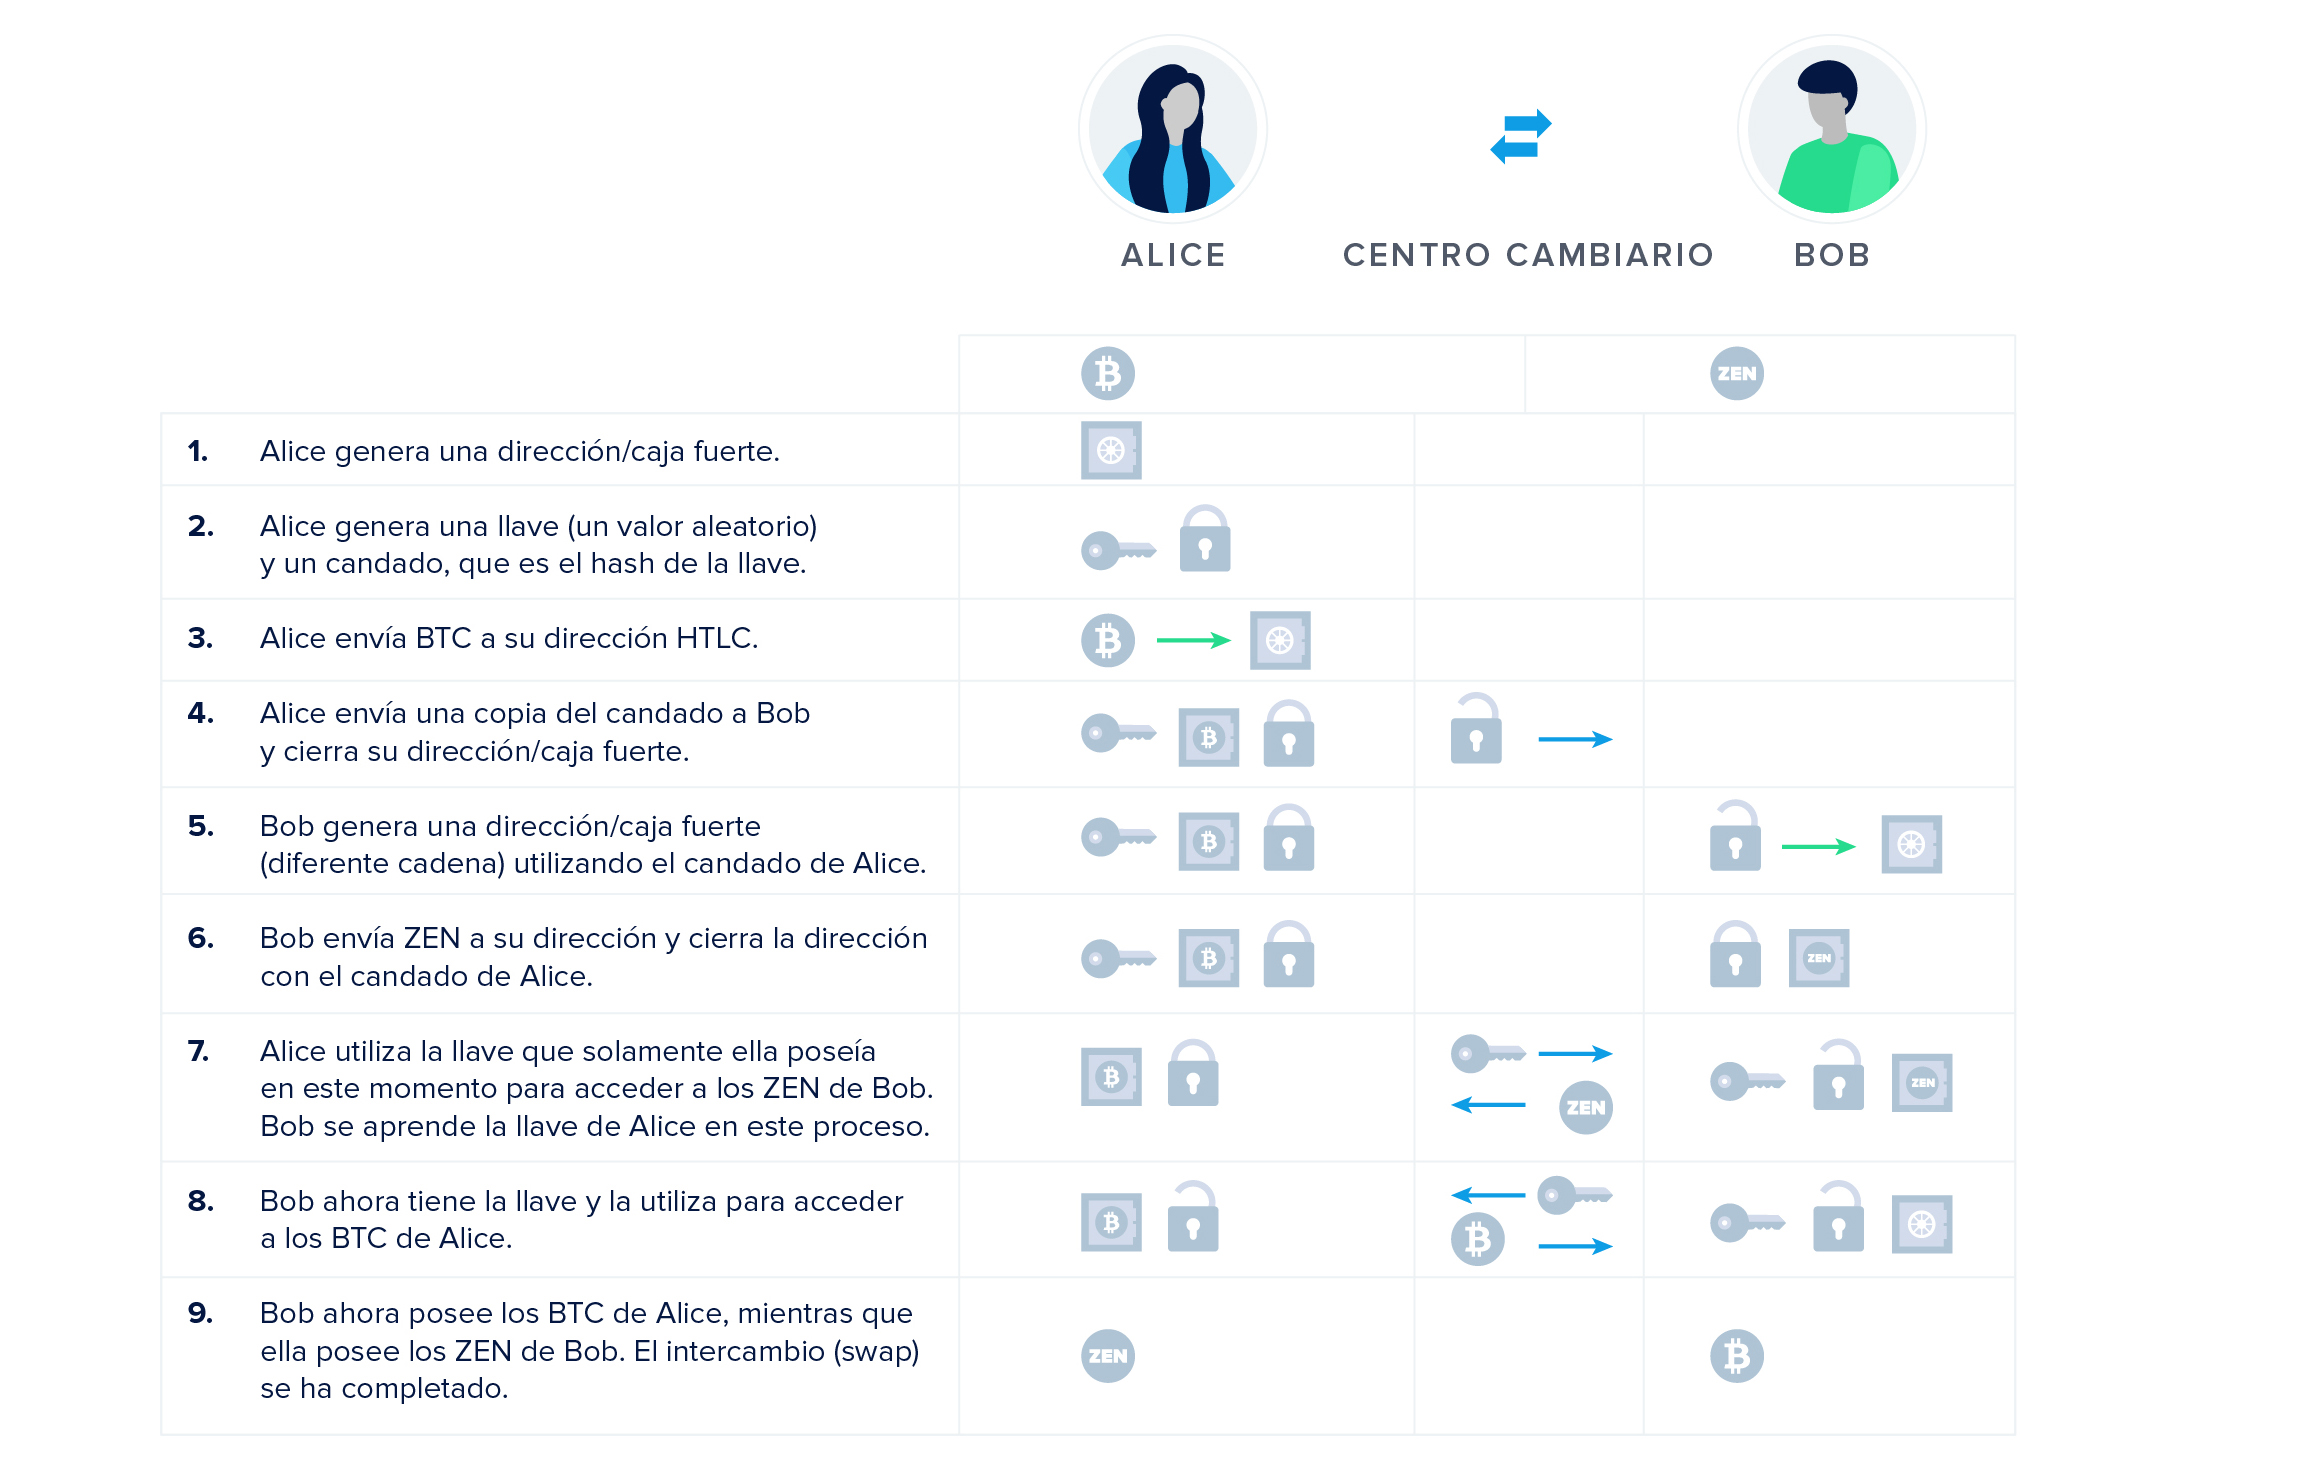 ALICE
CENTRO CAMBIARIO
BOB
ZEN
1. Alice genera una dirección/caja fuerte.
2. Alice genera una llave (un valor aleatorio)
y un candado, que es el hash de la llave.
3. Alice envía BTC a su dirección HTLC.
4. Alice envía una copia del candado a Bob
y cierra su dirección/caja fuerte.
5. Bob genera una dirección/caja fuerte
(diferente cadena) utilizando el candado de Alice.
6. Bob envía ZEN a su dirección y cierra la dirección
con el candado de Alice.
ZEN
7. Alice utiliza la llave que solamente ella poseía
en este momento para acceder a los ZEN de Bob.
Bob se aprende la llave de Alice en este proceso.
ZEN
ZEN
8. Bob ahora tiene la llave y la utiliza para acceder
a los BTC de Alice.
9. Bob ahora posee los BTC de Alice, mientras que
ella posee los ZEN de Bob. El intercambio (swap)
se ha completado.
ZEN